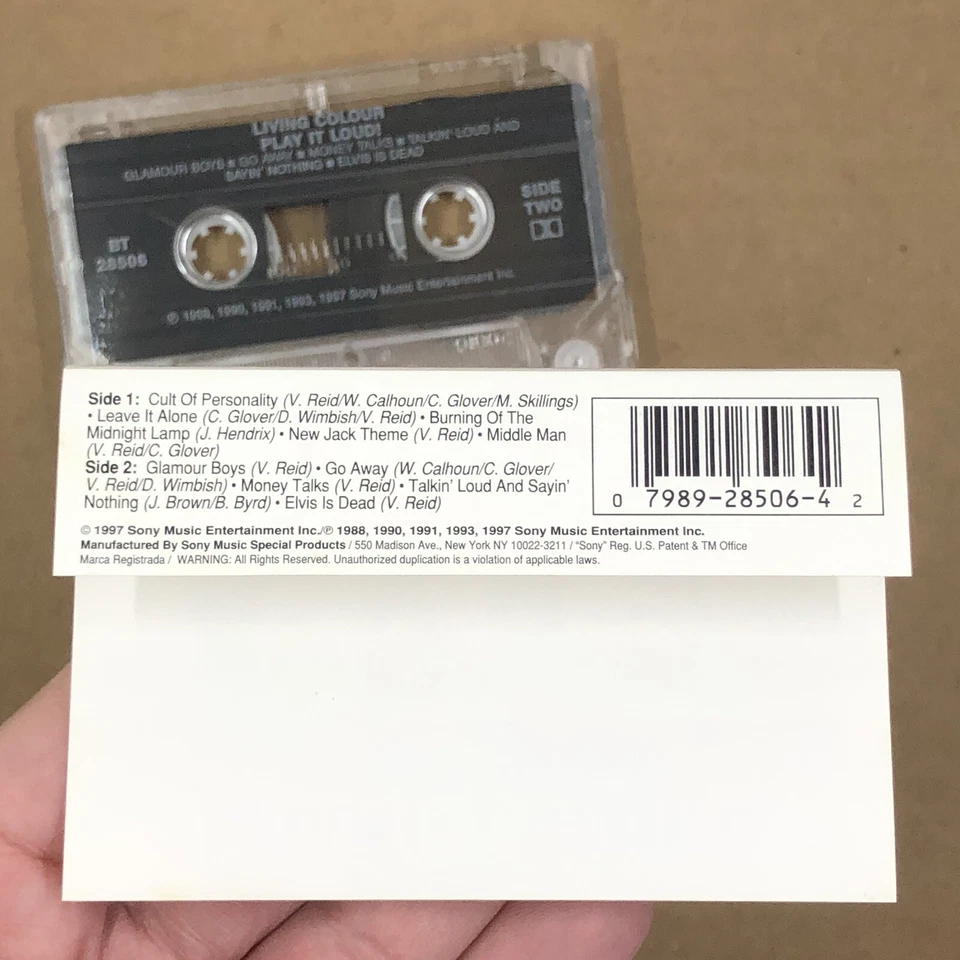 LIVING COLOUR
PLAY IT LOUD!
GLAMOUR BOYS ■ GO AWAY ■ MONEY TALKS ■ TALKIN' LOUD AND
SAYIN' NOTHING ■ ELVIS IS DEAD
SIDE
TWO
BT
28506
℗ 1988, 1990, 1991, 1993, 1997 Sony Music Entertainment Inc.
Side 1: Cult Of Personality (V. Reid/W. Calhoun/C. Glover/M. Skillings)
• Leave It Alone (C. Glover/D. Wimbish/V. Reid) • Burning Of The
Midnight Lamp (J. Hendrix) • New Jack Theme (V. Reid) • Middle Man
(V. Reid/C. Glover)
Side 2: Glamour Boys (V. Reid) • Go Away (W. Calhoun/C. Glover/
V. Reid/D. Wimbish) • Money Talks (V. Reid) • Talkin' Loud And Sayin'
Nothing (J. Brown/B. Byrd) • Elvis Is Dead (V. Reid)
0 7989-28506-4 2
© 1997 Sony Music Entertainment Inc./℗ 1988, 1990, 1991, 1993, 1997 Sony Music Entertainment Inc.
Manufactured By Sony Music Special Products / 550 Madison Ave., New York NY 10022-3211 / "Sony" Reg. U.S. Patent & TM Office
Marca Registrada / WARNING: All Rights Reserved. Unauthorized duplication is a violation of applicable laws.